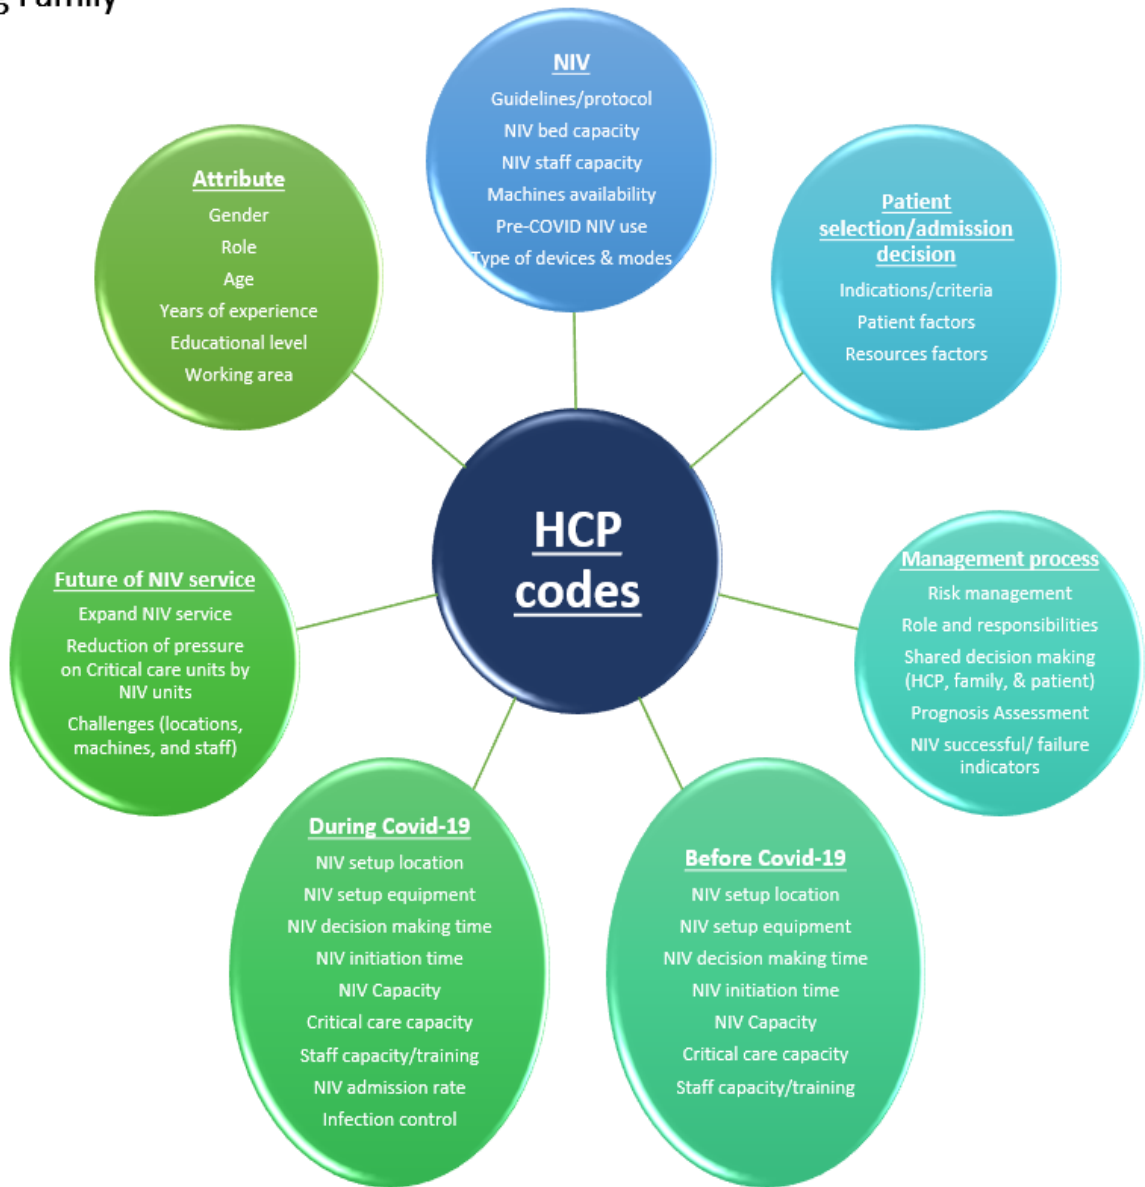 Family
NIV
Guidelines/protocol
NIV bed capacity
NIV staff capacity
Machines availability
Pre-COVID NIV use
Type of devices & modes
Attribute
Gender
Role
Age
Years of experience
Educational level
Working area
Patient
selection/admission
decision
Indications/criteria
Patient factors
Resources factors
HCP
codes
Future of NIV service
Expand NIV service
Reduction of pressure
on Critical care units by
NIV units
Challenges (locations,
machines, and staff)
Management process
Risk management
Role and responsibilities
Shared decision making
(HCP, family, & patient)
Prognosis Assessment
NIV successful/ failure
indicators
During Covid-19
NIV setup location
NIV setup equipment
NIV decision making time
NIV initiation time
NIV Capacity
Critical care capacity
Staff capacity/training
NIV admission rate
Infection control
Before Covid-19
NIV setup location
NIV setup equipment
NIV decision making time
NIV initiation time
NIV Capacity
Critical care capacity
Staff capacity/training